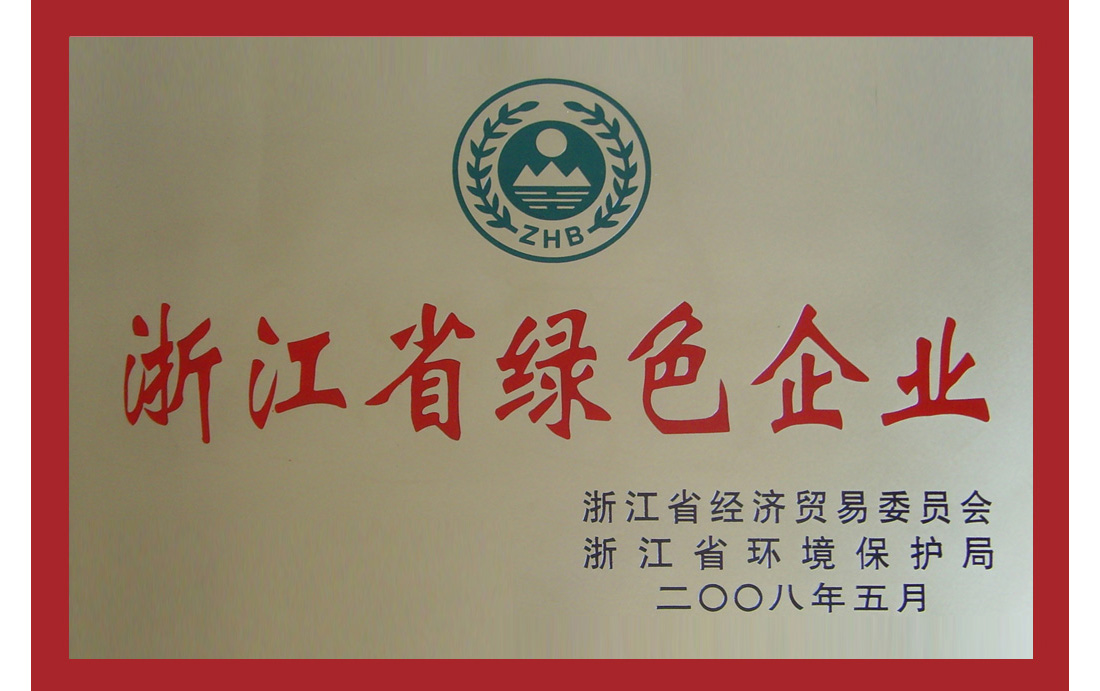 ZHB
浙江省绿色企业
浙江省经济贸易委员会
浙江省环境保护局
二〇〇八年五月